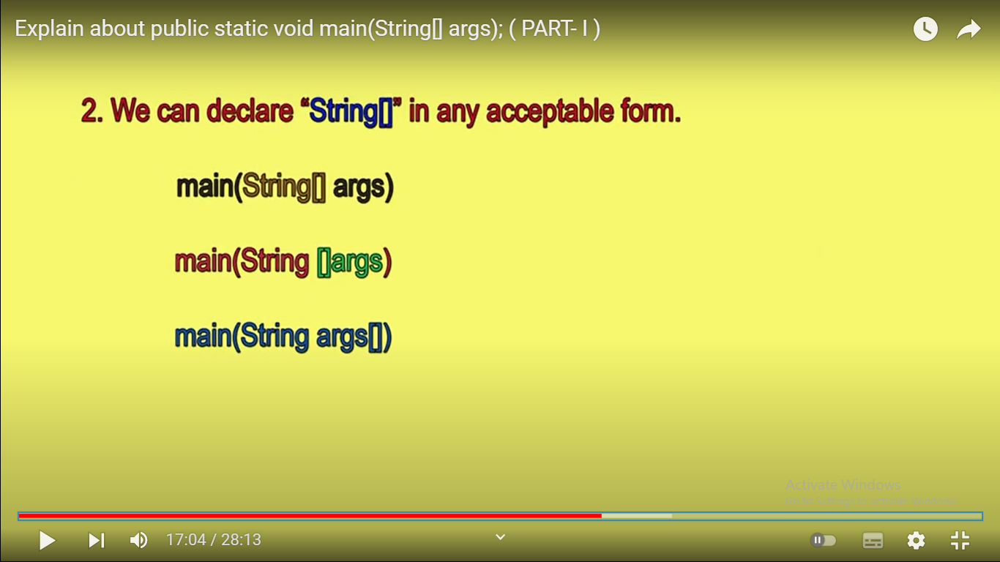 Explain about public static void main(String[] args); ( PART- I )
2. We can declare “String[]” in any acceptable form.
main(String[] args)
main(String []args)
main(String args[])
Activate Windows
Go to Settings to activate Windows.
17:04 / 28:13